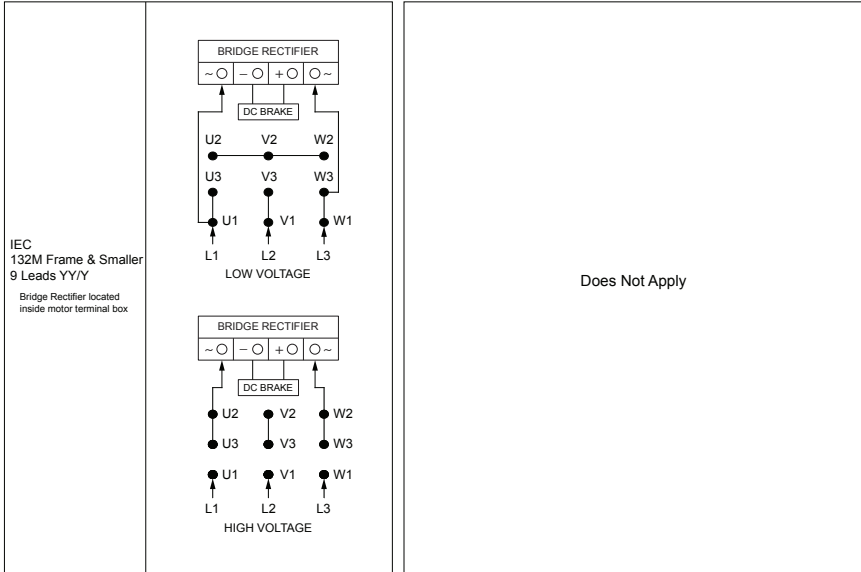 IEC
132M Frame & Smaller
9 Leads YY/Y
Bridge Rectifier located
inside motor terminal box
BRIDGE RECTIFIER
~ − + ~
DC BRAKE
U2 V2 W2
U3 V3 W3
U1 V1 W1
L1 L2 L3
LOW VOLTAGE
BRIDGE RECTIFIER
~ − + ~
DC BRAKE
U2 V2 W2
U3 V3 W3
U1 V1 W1
L1 L2 L3
HIGH VOLTAGE
Does Not Apply